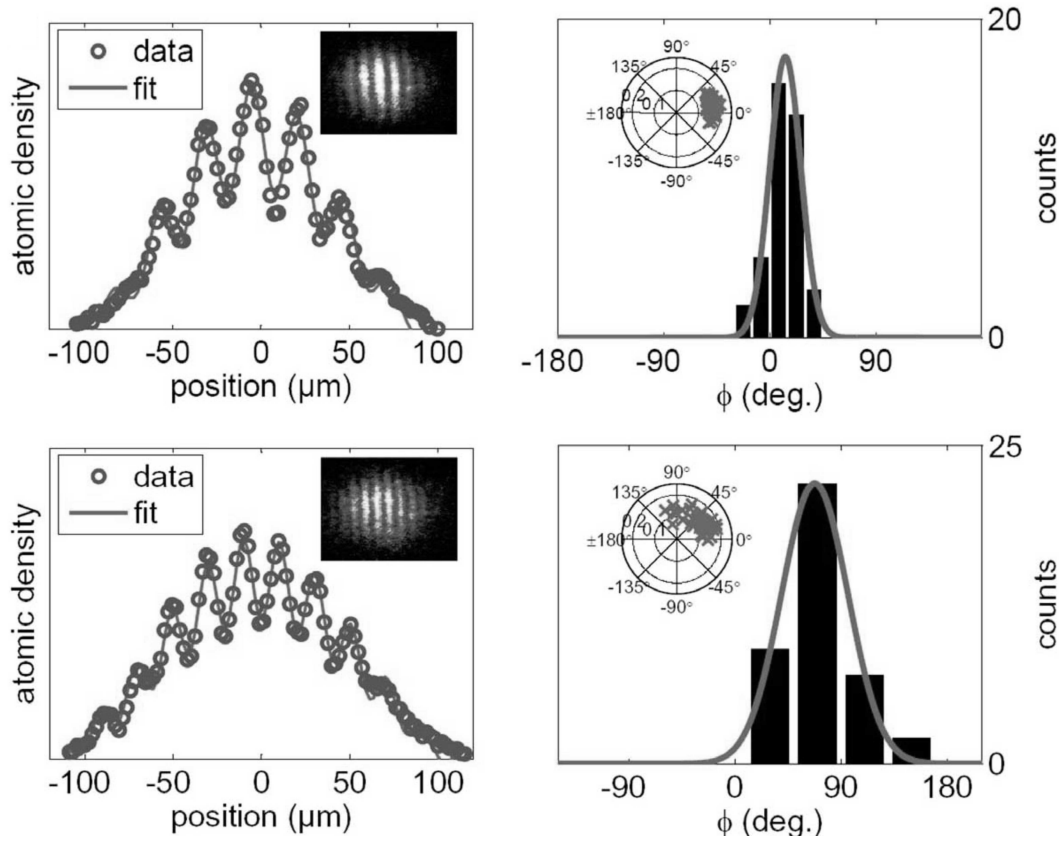 data
fit
atomic density
-100 -50 0 50 100
position (µm)
20
0
counts
90°
135° 45°
0.2 0.1
±180° 0°
-135° -45°
-90°
-180 -90 0 90
ϕ (deg.)
data
fit
atomic density
-100 -50 0 50 100
position (µm)
25
0
counts
90°
135° 45°
0.2 0.1
±180° 0°
-135° -45°
-90°
-90 0 90 180
ϕ (deg.)